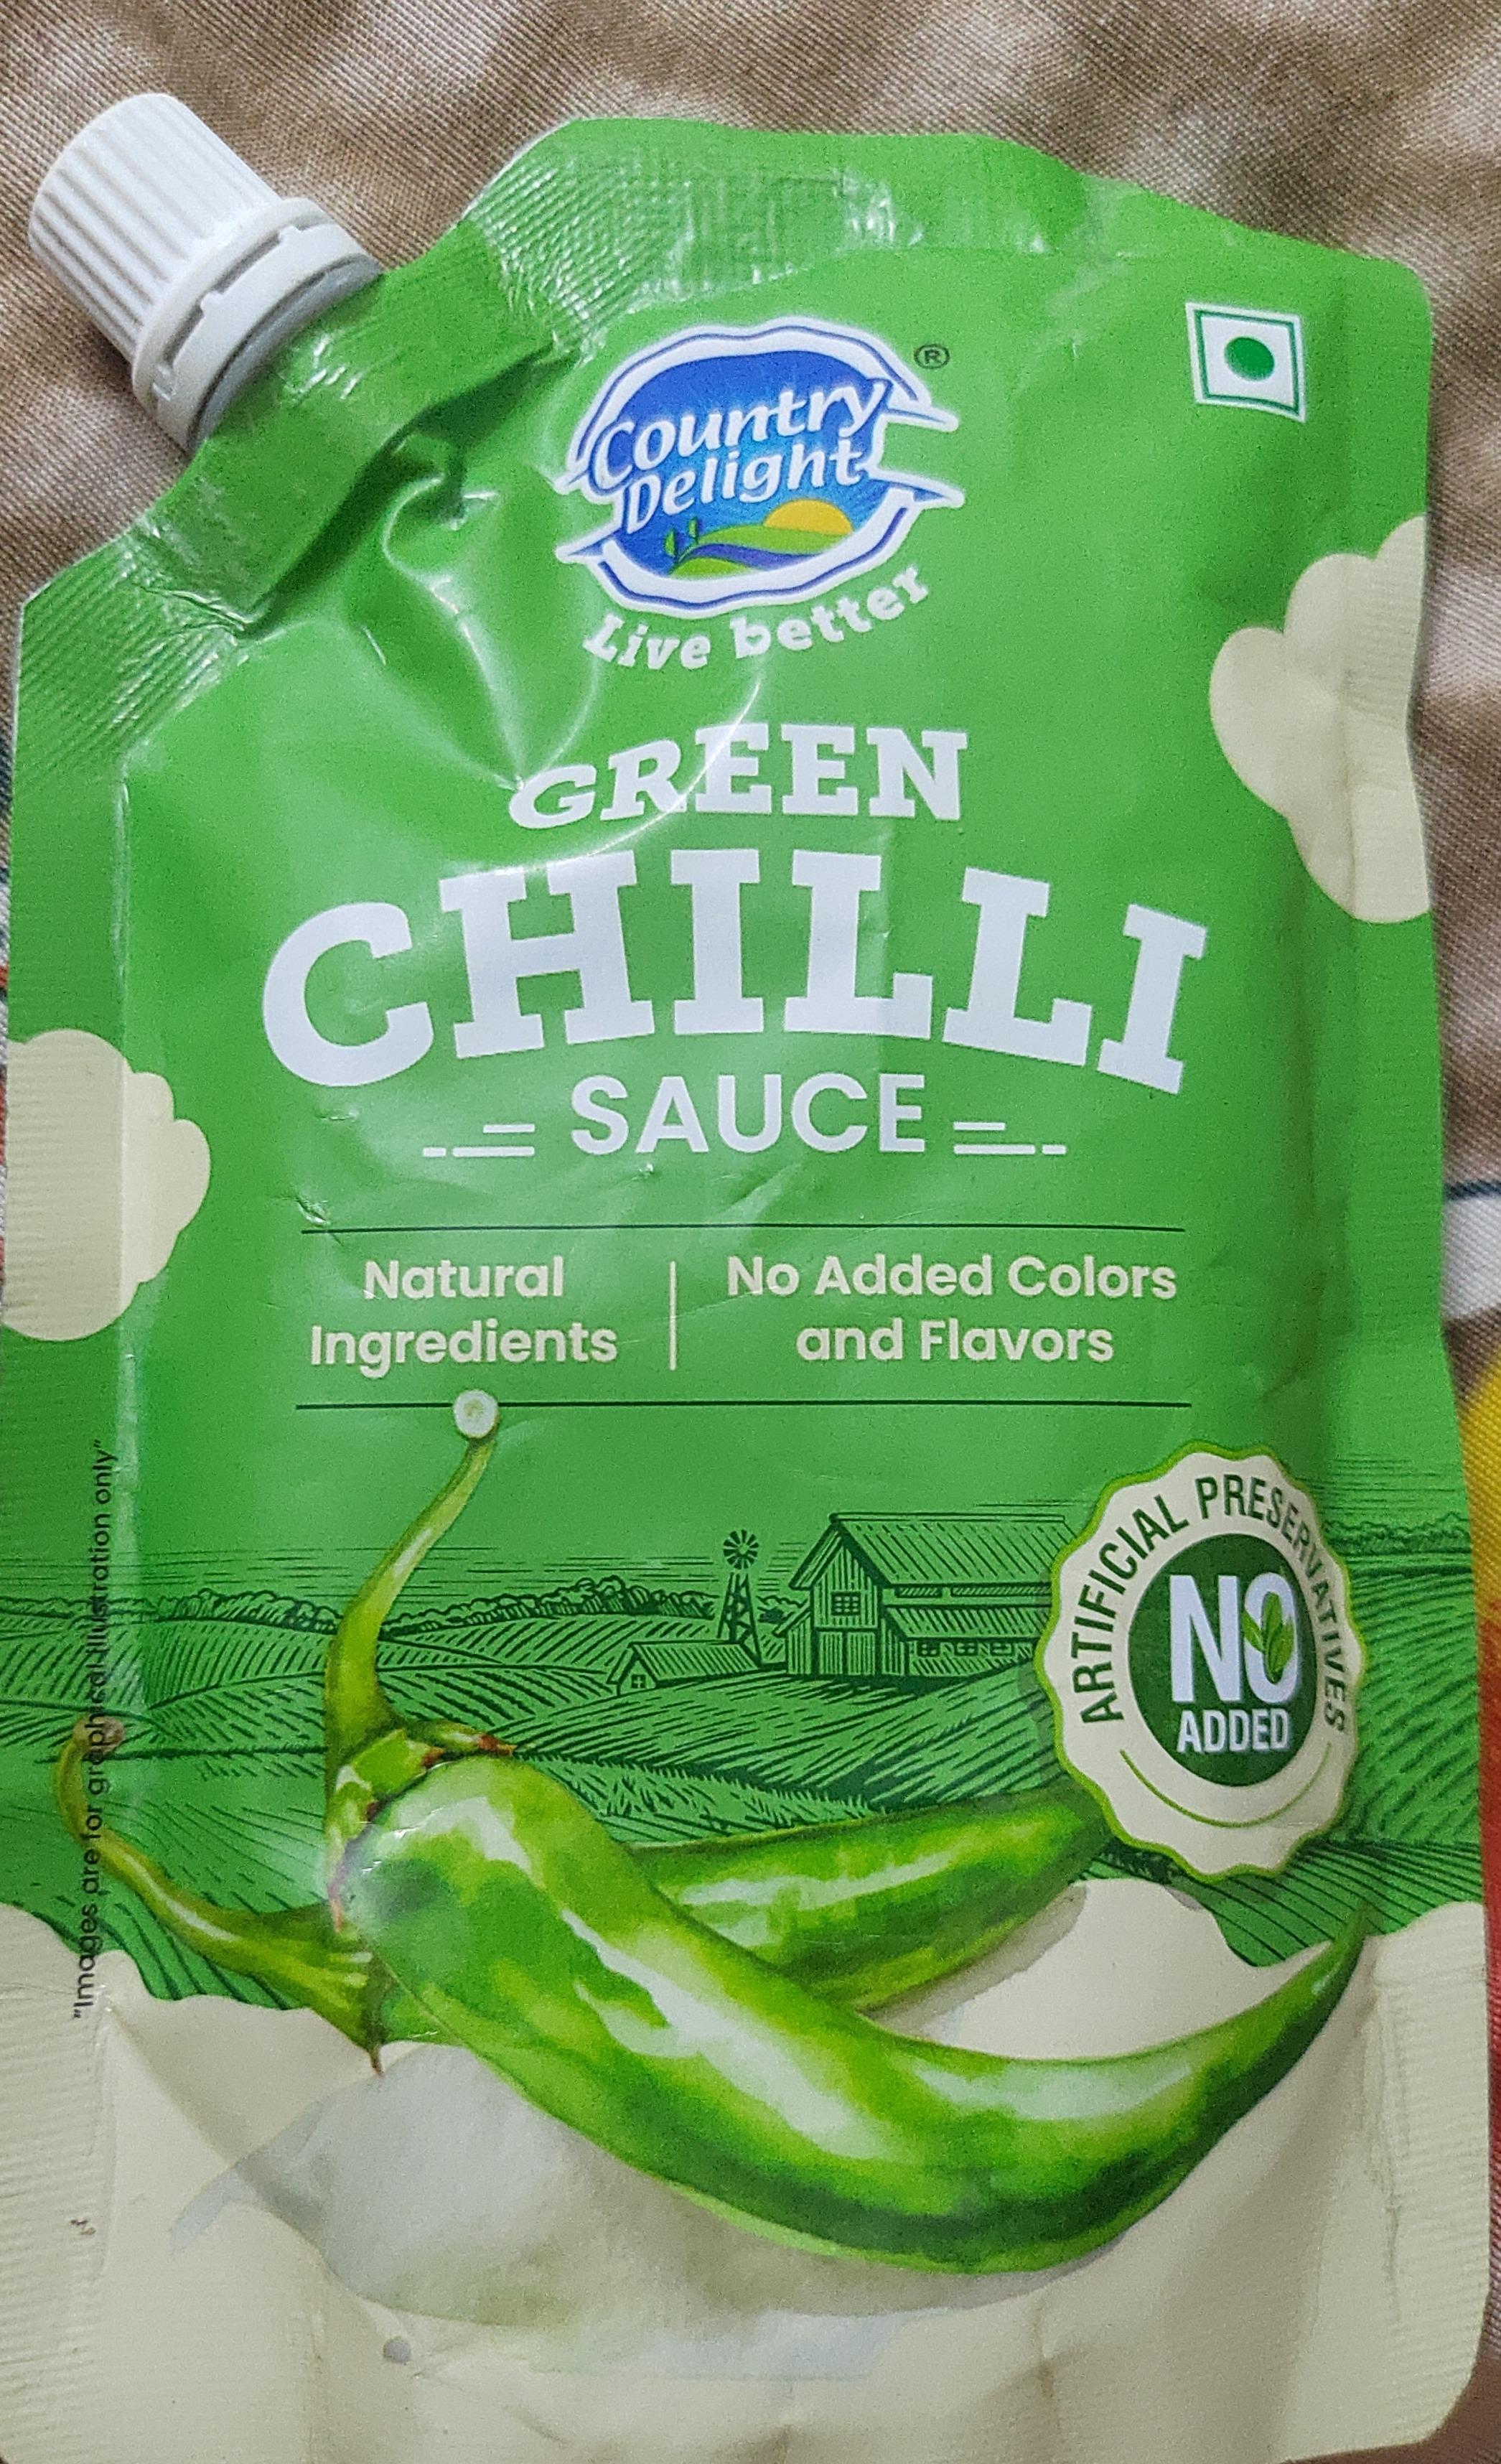 Country
Delight
®
Live better
GREEN
CHILLI
SAUCE
Natural
Ingredients
No Added Colors
and Flavors
ARTIFICIAL PRESERVATIVES
NO
ADDED
"Images are for graphical illustration only"